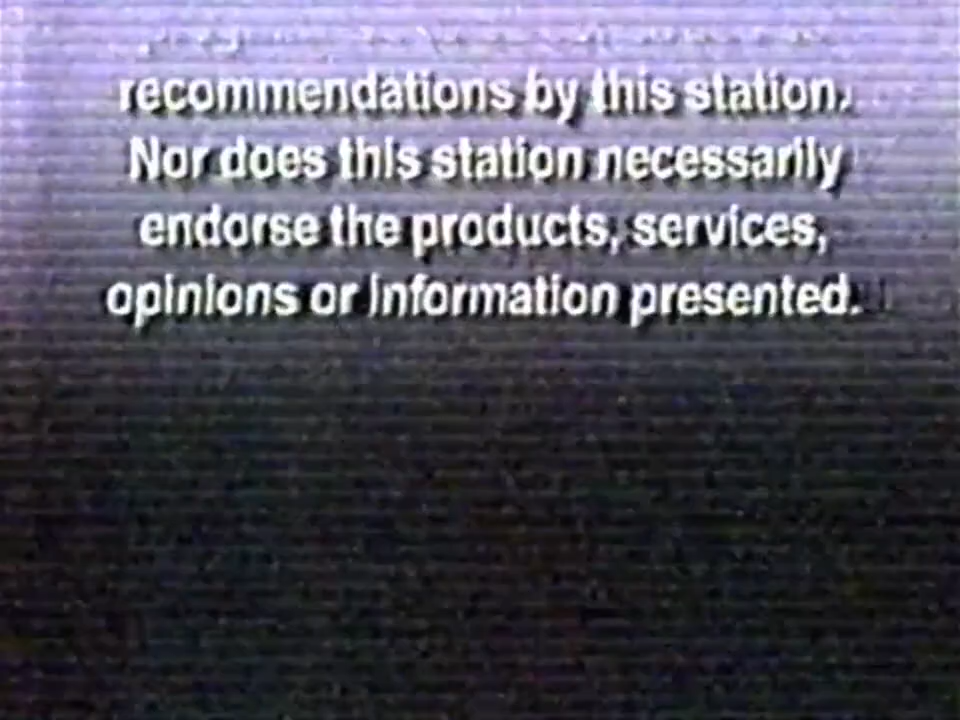 recommendations by this station.
Nor does this station necessarily
endorse the products, services,
opinions or information presented.